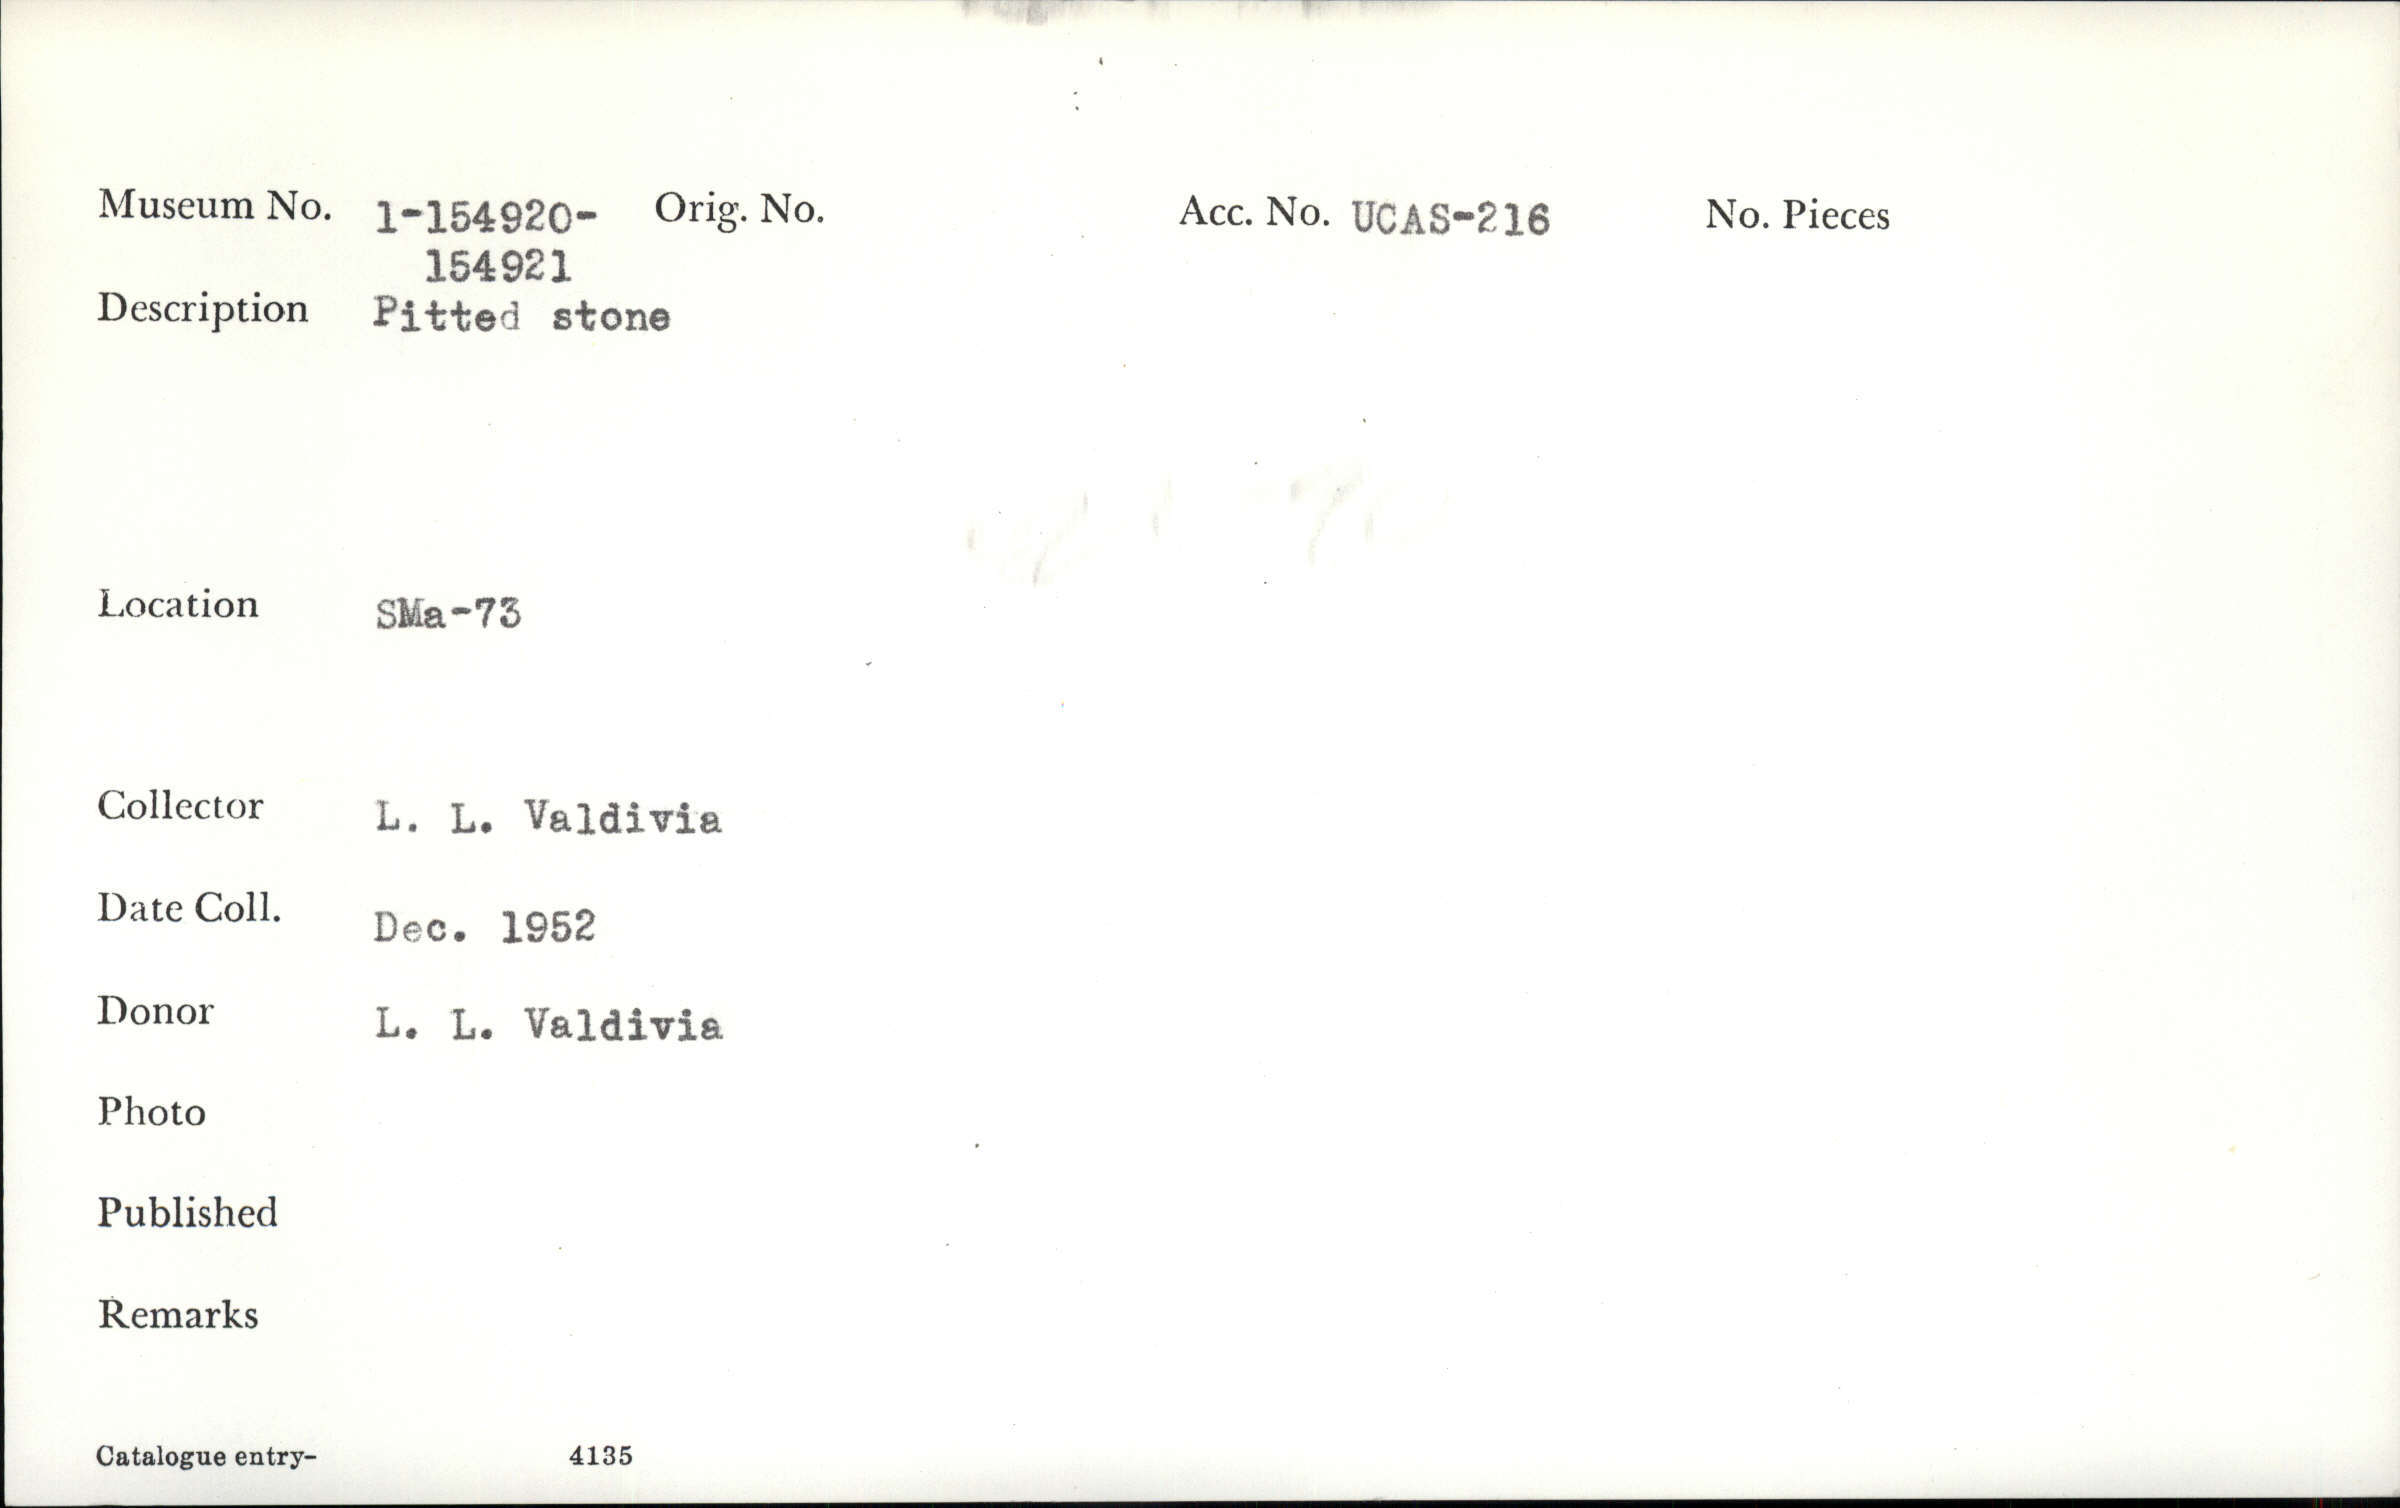 Museum No. 1-154920- Orig. No. Acc. No. UCAS-216 No. Pieces
154921
Description Pitted stone
Location SMa-73
Collector L. L. Valdivia
Date Coll. Dec. 1952
Donor L. L. Valdivia
Photo
Published
Remarks
Catalogue entry- 4135